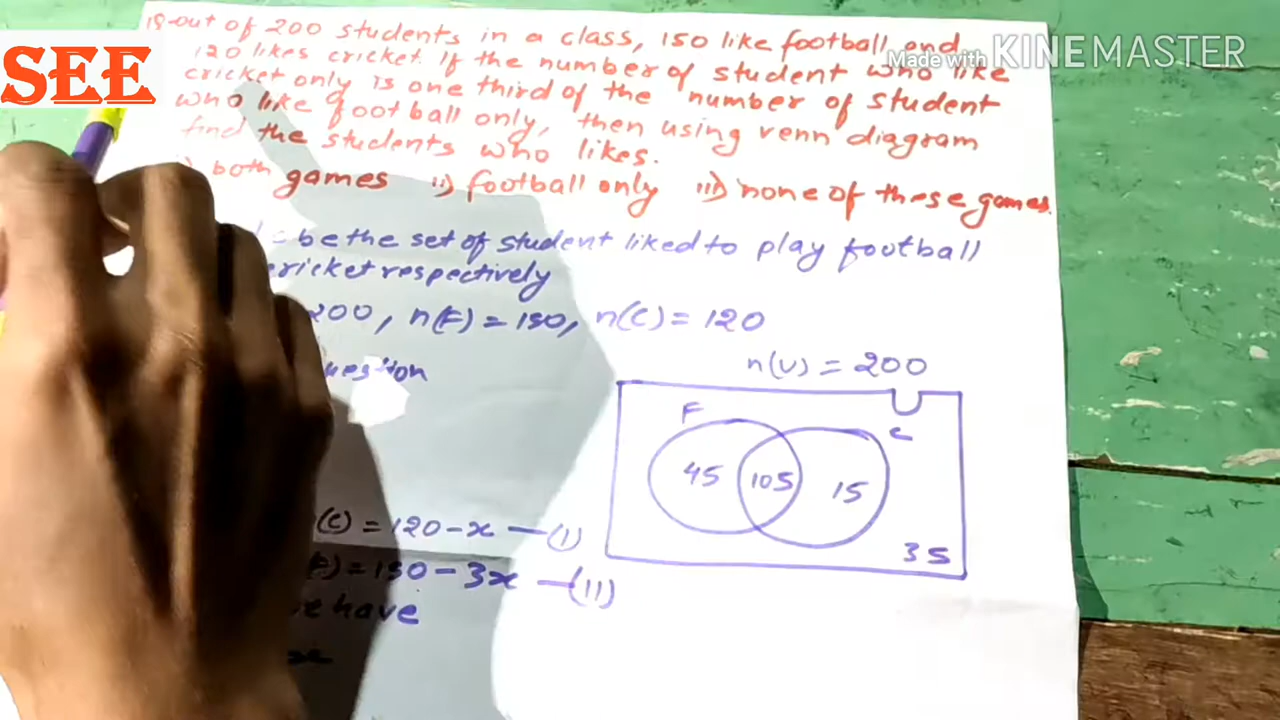 SEE
Made with KINEMASTER
out of 200 students in a class, 150 like football and
120 likes cricket. If the number of student who like
cricket only is one third of the number of student
who like football only, then using venn diagram
find the students who likes.
both games ii) football only iii) none of these games.
be the set of student liked to play football
cricket respectively
200, n(F) = 150, n(C) = 120
n(U) = 200
F
C
45 105 15
35
(C) = 120 - x — (I)
= 150 - 3x — (II)
have